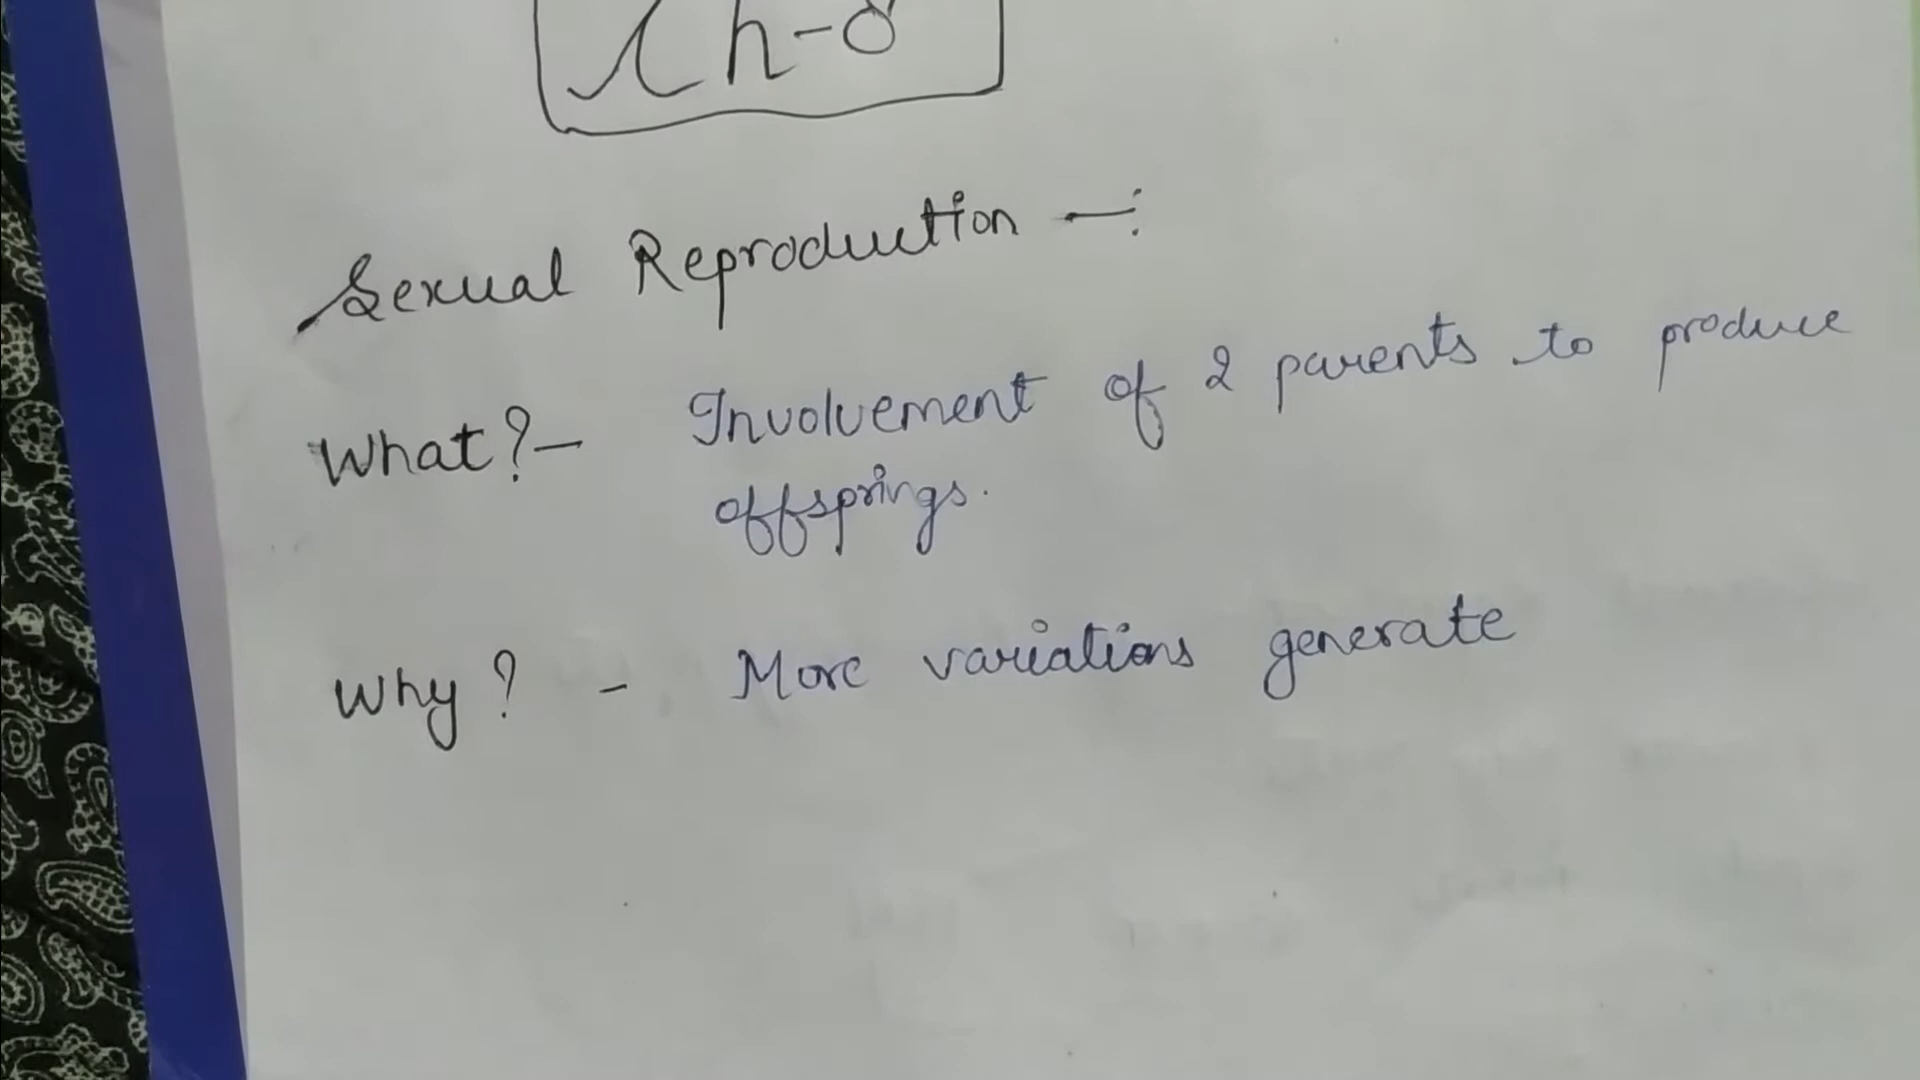 Ch-8
Sexual Reproduction —:
What? - Involvement of 2 parents to produce
offsprings.
Why? - More variations generate